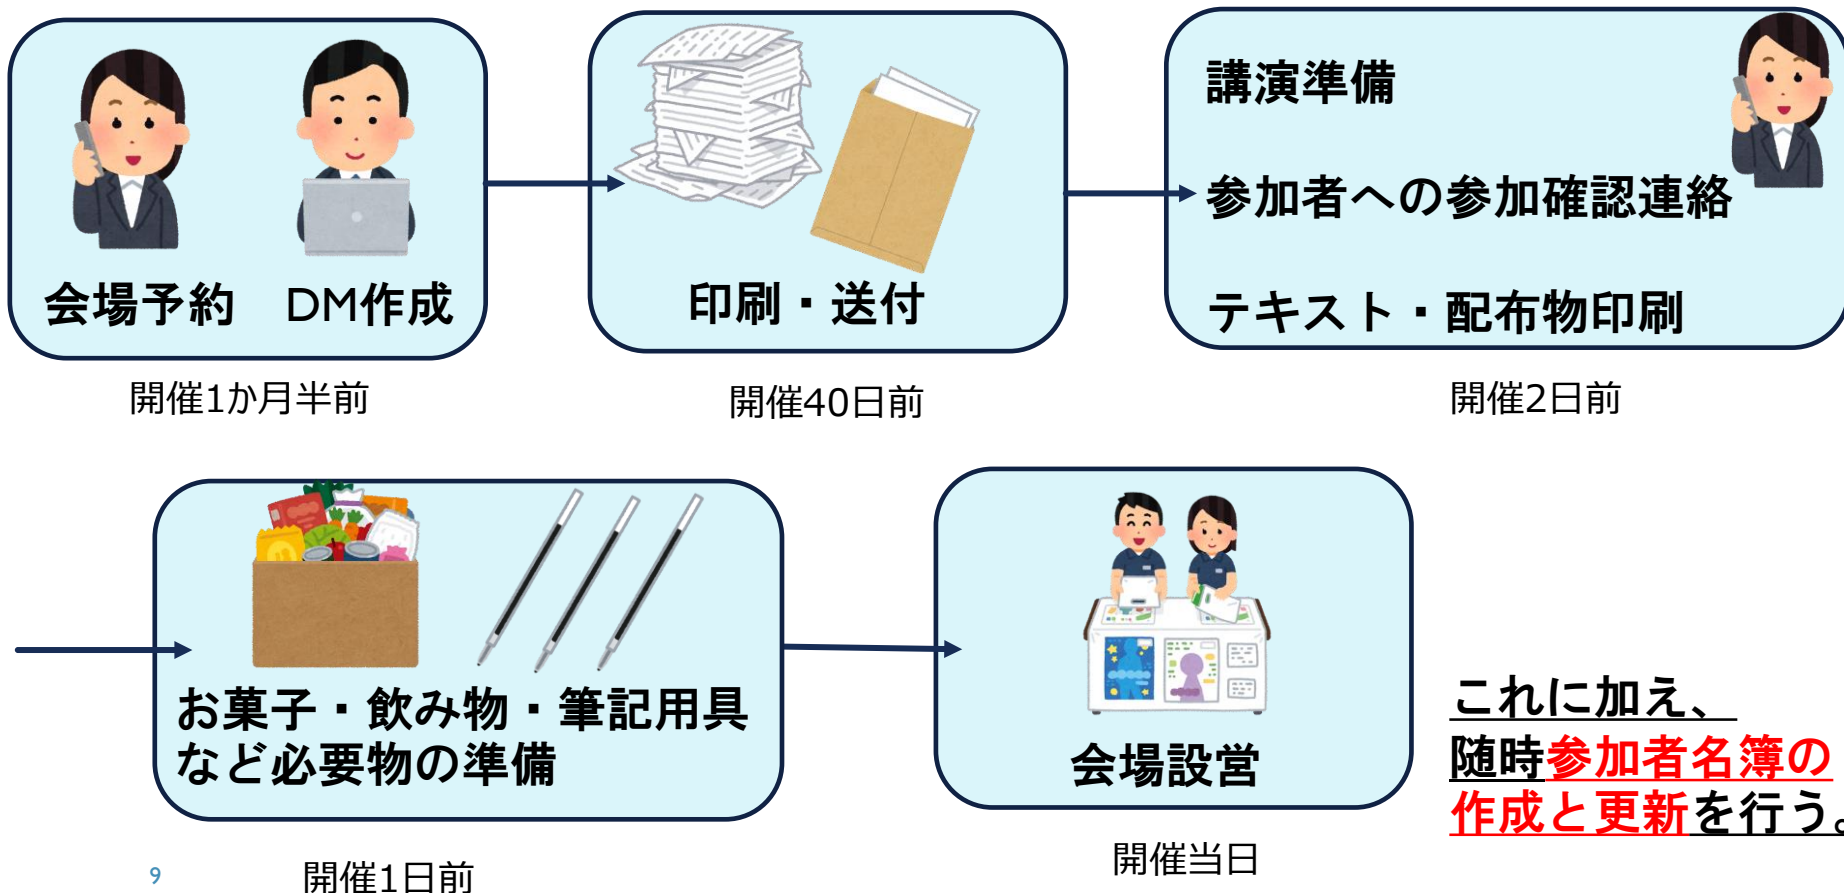 会場予約 DM作成
開催1か月半前
印刷・送付
開催40日前
講演準備
参加者への参加確認連絡
テキスト・配布物印刷
開催2日前
お菓子・飲み物・筆記用具
など必要物の準備
開催1日前
会場設営
開催当日
これに加え、
随時参加者名簿の
作成と更新を行う。
9